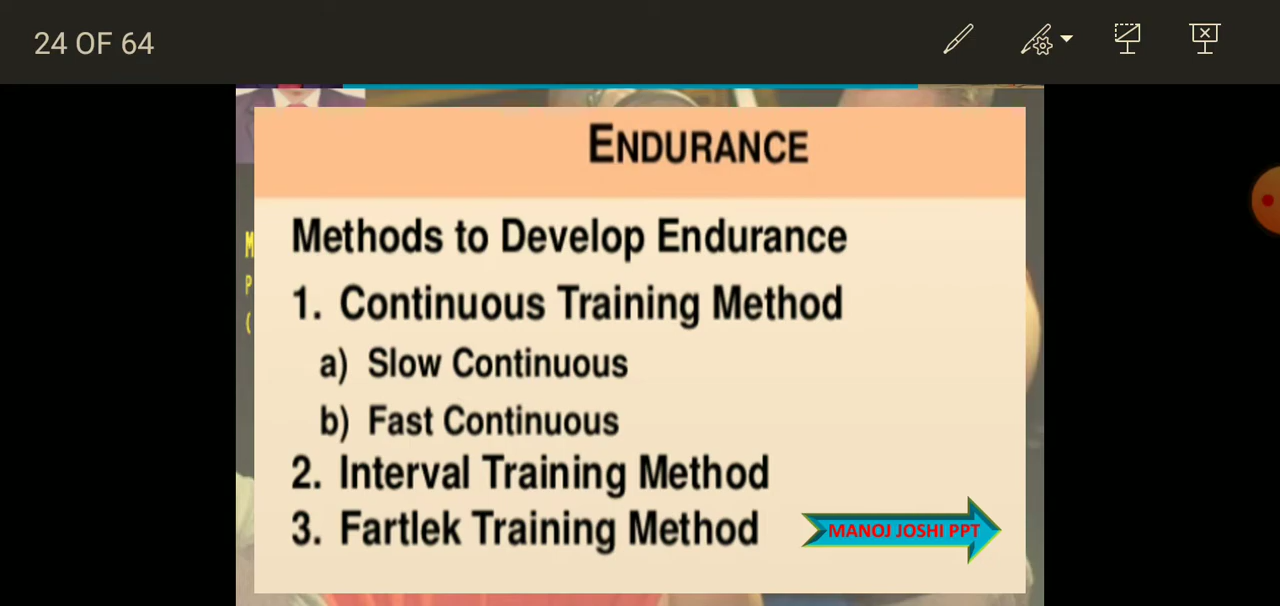 24 OF 64
ENDURANCE
Methods to Develop Endurance
1. Continuous Training Method
a) Slow Continuous
b) Fast Continuous
2. Interval Training Method
3. Fartlek Training Method
MANOJ JOSHI PPT
M
P
(